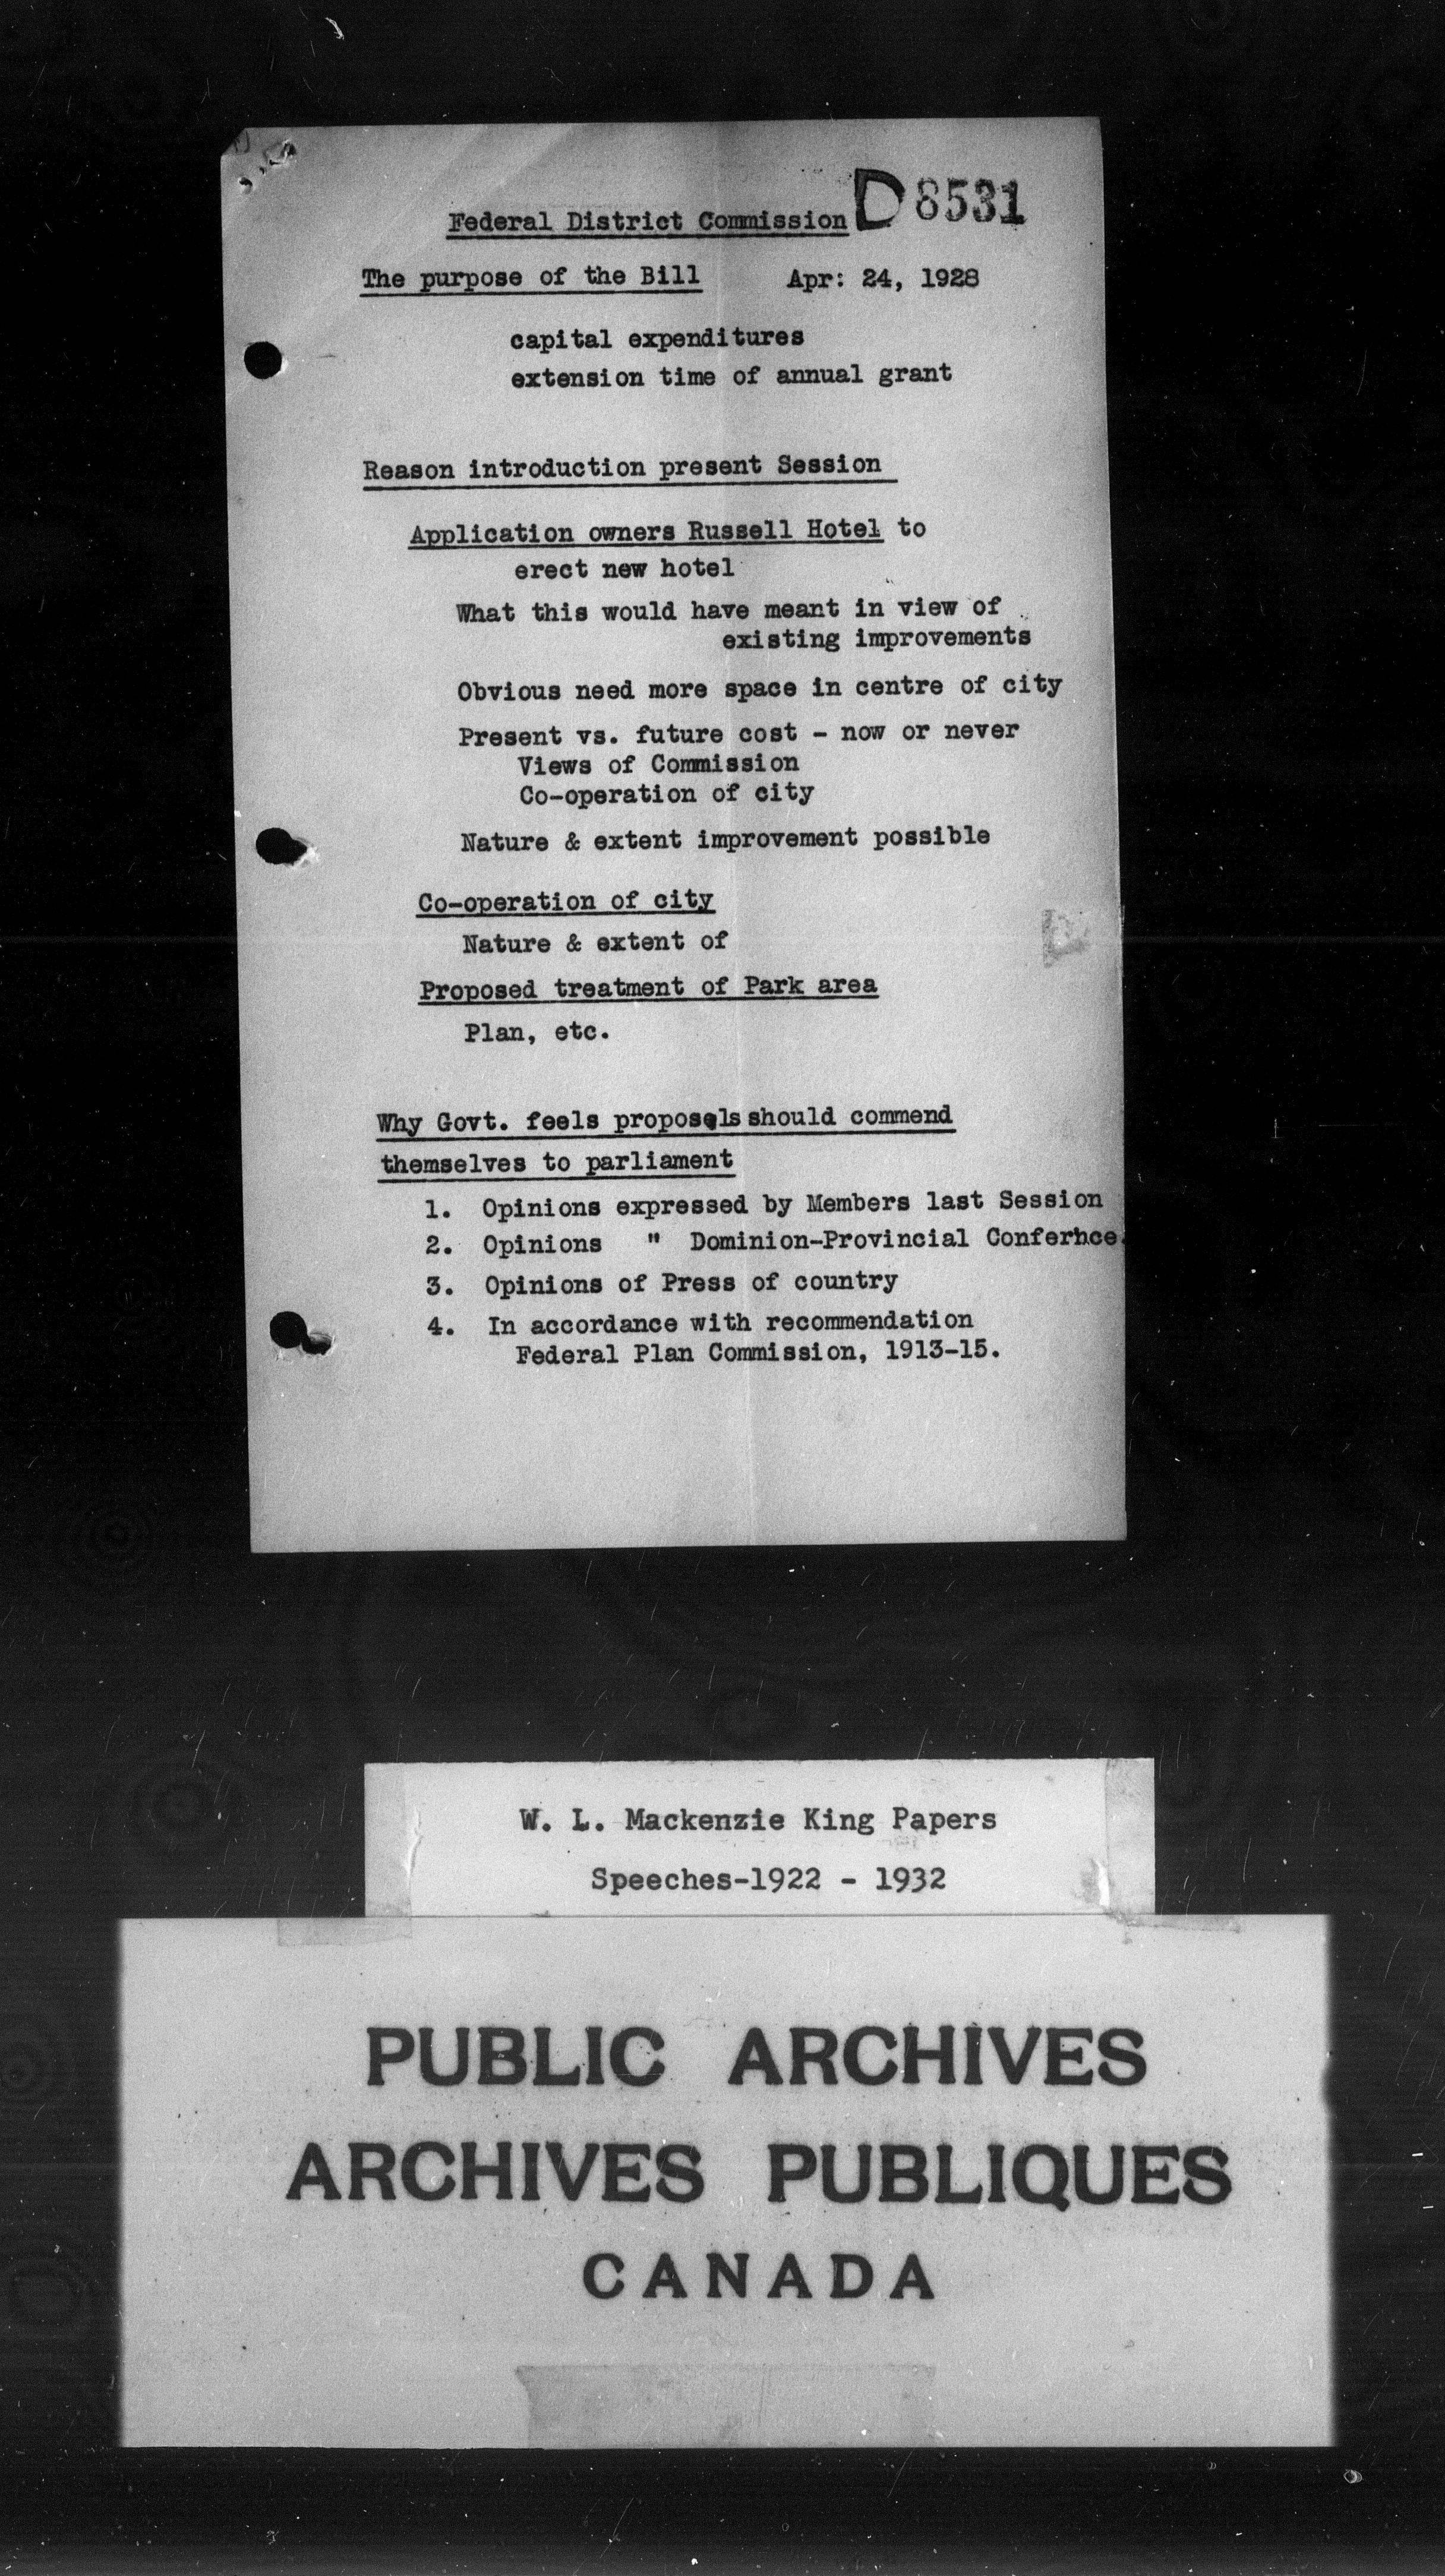 D 8531
Federal District Commission
The purpose of the Bill Apr: 24, 1928
capital expenditures
extension time of annual grant
Reason introduction present Session
Application owners Russell Hotel to
erect new hotel
What this would have meant in view of
existing improvements
Obvious need more space in centre of city
Present vs. future cost - now or never
Views of Commission
Co-operation of city
Nature & extent improvement possible
Co-operation of city
Nature & extent of
Proposed treatment of Park area
Plan, etc.
Why Govt. feels proposals should commend
themselves to parliament
1. Opinions expressed by Members last Session
2. Opinions " Dominion-Provincial Confernce.
3. Opinions of Press of country
4. In accordance with recommendation
Federal Plan Commission, 1913-15.
W. L. Mackenzie King Papers
Speeches-1922 - 1932
PUBLIC ARCHIVES
ARCHIVES PUBLIQUES
CANADA